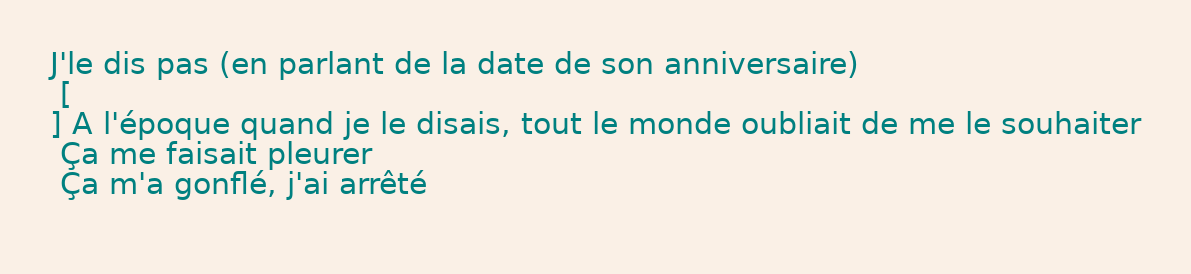 J'le dis pas (en parlant de la date de son anniversaire)
[
] A l'époque quand je le disais, tout le monde oubliait de me le souhaiter
Ça me faisait pleurer
Ça m'a gonflé, j'ai arrêté